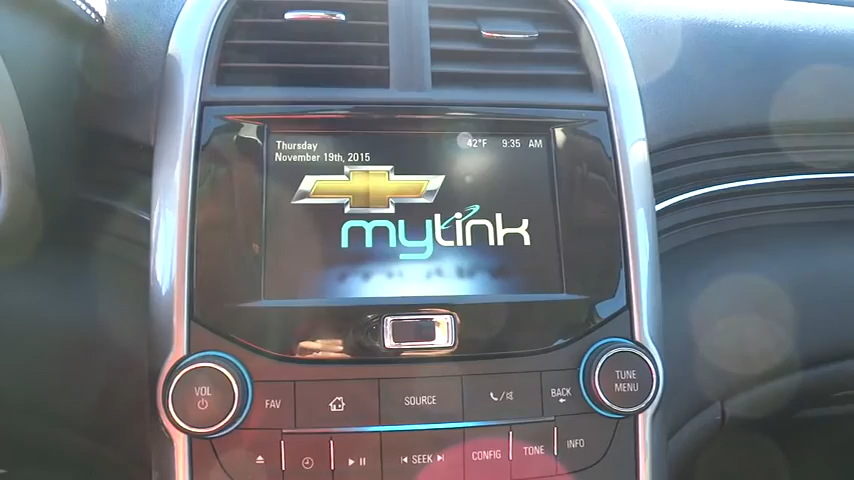 Thursday
November 19th, 2015
42°F 9:35 AM
mylink
VOL
TUNE
MENU
FAV
SOURCE
BACK
SEEK
CONFIG
TONE
INFO